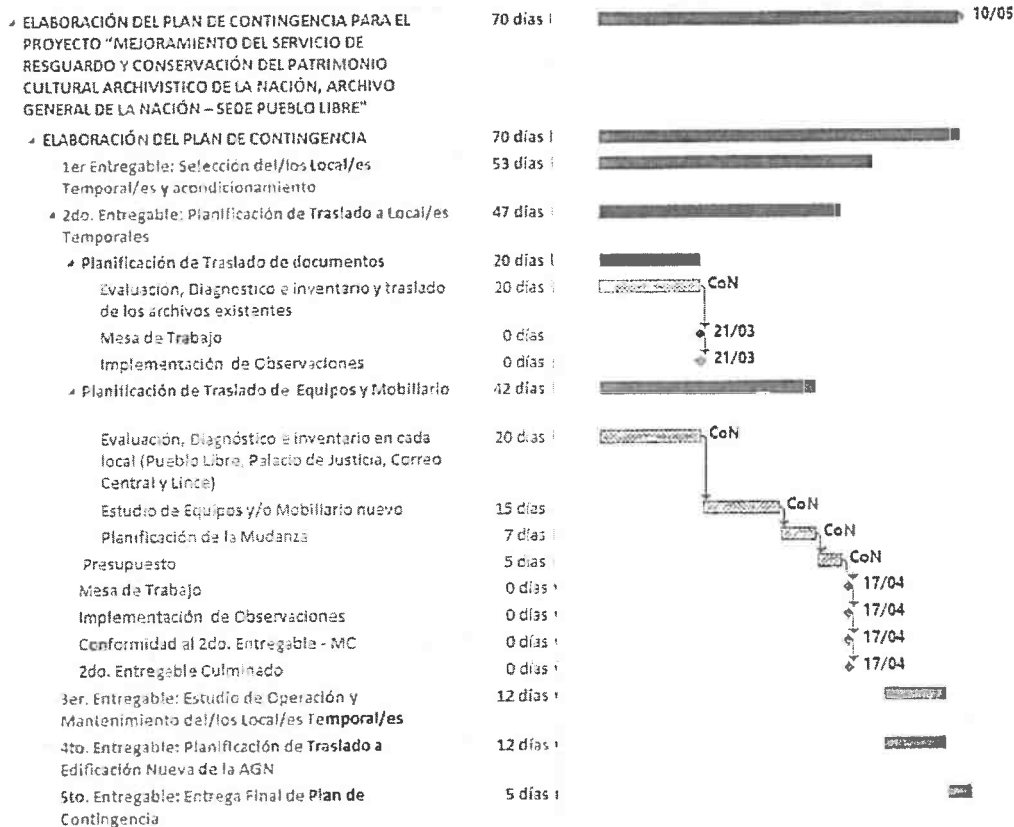 ELABORACIÓN DEL PLAN DE CONTINGENCIA PARA EL 70 días 10/05
PROYECTO "MEJORAMIENTO DEL SERVICIO DE
RESGUARDO Y CONSERVACIÓN DEL PATRIMONIO
CULTURAL ARCHIVISTICO DE LA NACIÓN, ARCHIVO
GENERAL DE LA NACIÓN – SEDE PUEBLO LIBRE"
ELABORACIÓN DEL PLAN DE CONTINGENCIA 70 días
1er Entregable: Selección del/los Local/es 53 días
Temporal/es y acondicionamiento
2do. Entregable: Planificación de Traslado a Local/es 47 días
Temporales
Planificación de Traslado de documentos 20 días
Evaluación, Diagnostico e inventario y traslado 20 días CoN
de los archivos existentes
Mesa de Trabajo 0 días 21/03
Implementación de Observaciones 0 días 21/03
Planificación de Traslado de Equipos y Mobiliario 42 días
Evaluación, Diagnóstico e inventario en cada 20 días CoN
local (Pueblo Libre, Palacio de Justicia, Correo
Central y Lince)
Estudio de Equipos y/o Mobiliario nuevo 15 días CoN
Planificación de la Mudanza 7 días CoN
Presupuesto 5 días CoN
Mesa de Trabajo 0 días 17/04
Implementación de Observaciones 0 días 17/04
Conformidad al 2do. Entregable - MC 0 días 17/04
2do. Entregable Culminado 0 días 17/04
3er. Entregable: Estudio de Operación y 12 días
Mantenimiento del/los Local/es Temporal/es
4to. Entregable: Planificación de Traslado a 12 días
Edificación Nueva de la AGN
5to. Entregable: Entrega Final de Plan de 5 días
Contingencia